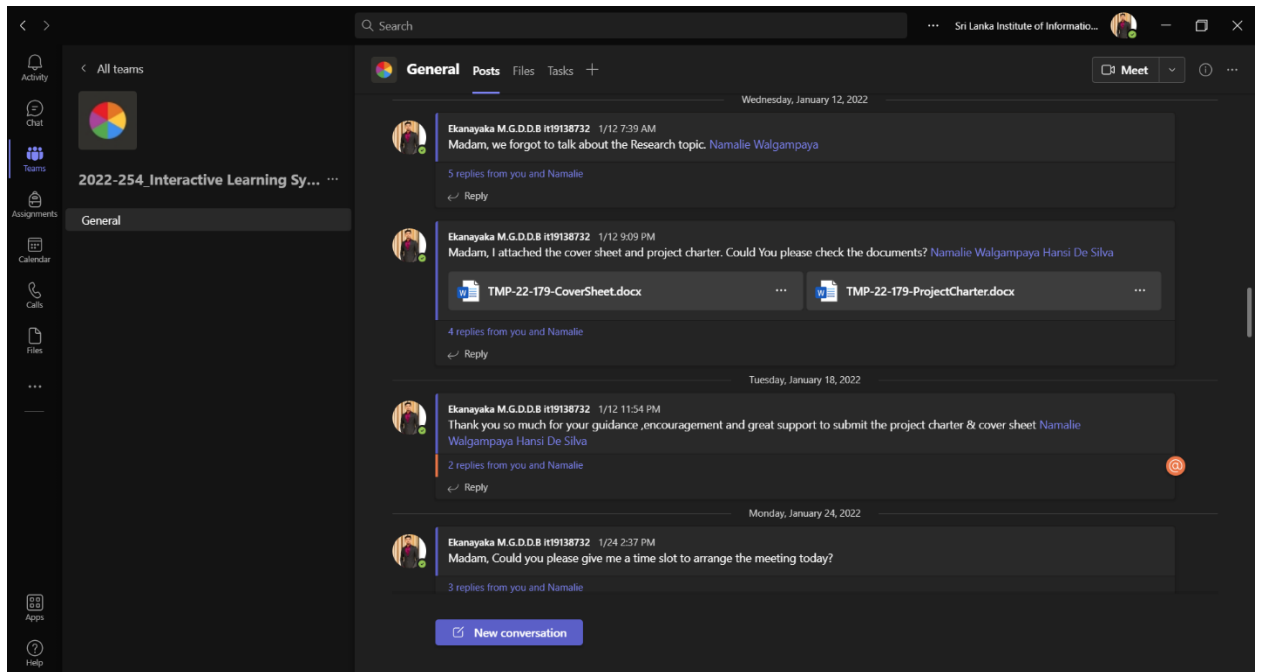 Search
Sri Lanka Institute of Informatio...
Activity
Chat
Teams
Assignments
Calendar
Calls
Files
Apps
Help
All teams
2022-254_Interactive Learning Sy...
General
General Posts Files Tasks
Meet
Wednesday, January 12, 2022
Ekanayaka M.G.D.D.B it19138732 1/12 7:39 AM
Madam, we forgot to talk about the Research topic. Namalie Walgampaya
5 replies from you and Namalie
Reply
Ekanayaka M.G.D.D.B it19138732 1/12 9:09 PM
Madam, I attached the cover sheet and project charter. Could You please check the documents? Namalie Walgampaya Hansi De Silva
TMP-22-179-CoverSheet.docx
TMP-22-179-ProjectCharter.docx
4 replies from you and Namalie
Reply
Tuesday, January 18, 2022
Ekanayaka M.G.D.D.B it19138732 1/12 11:54 PM
Thank you so much for your guidance ,encouragement and great support to submit the project charter & cover sheet Namalie
Walgampaya Hansi De Silva
2 replies from you and Namalie
@
Reply
Monday, January 24, 2022
Ekanayaka M.G.D.D.B it19138732 1/24 2:37 PM
Madam, Could you please give me a time slot to arrange the meeting today?
3 replies from you and Namalie
New conversation